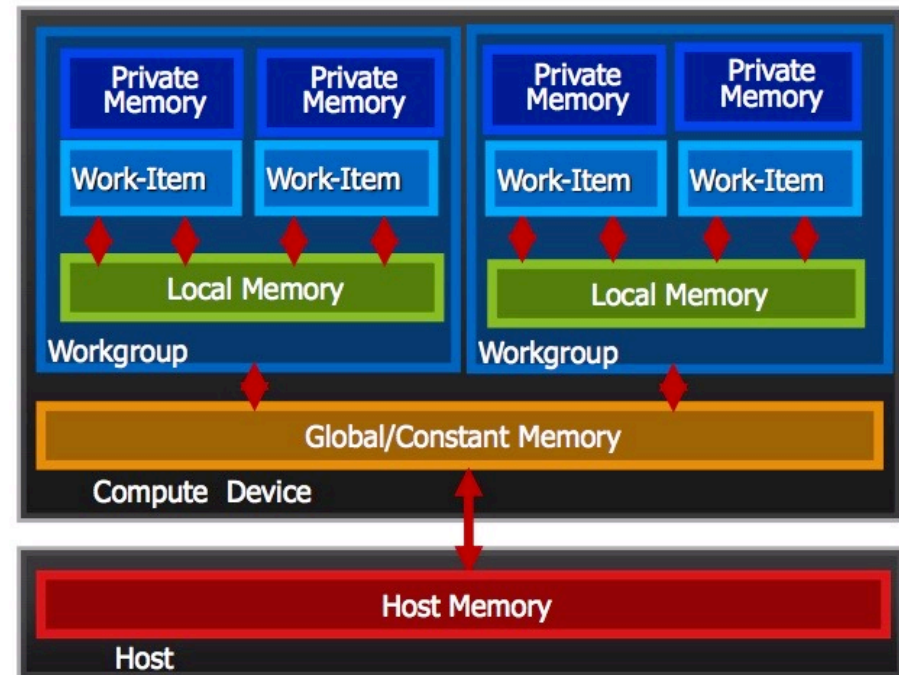 Private
Memory
Private
Memory
Private
Memory
Private
Memory
Work-Item
Work-Item
Work-Item
Work-Item
Local Memory
Local Memory
Workgroup
Workgroup
Global/Constant Memory
Compute Device
Host Memory
Host